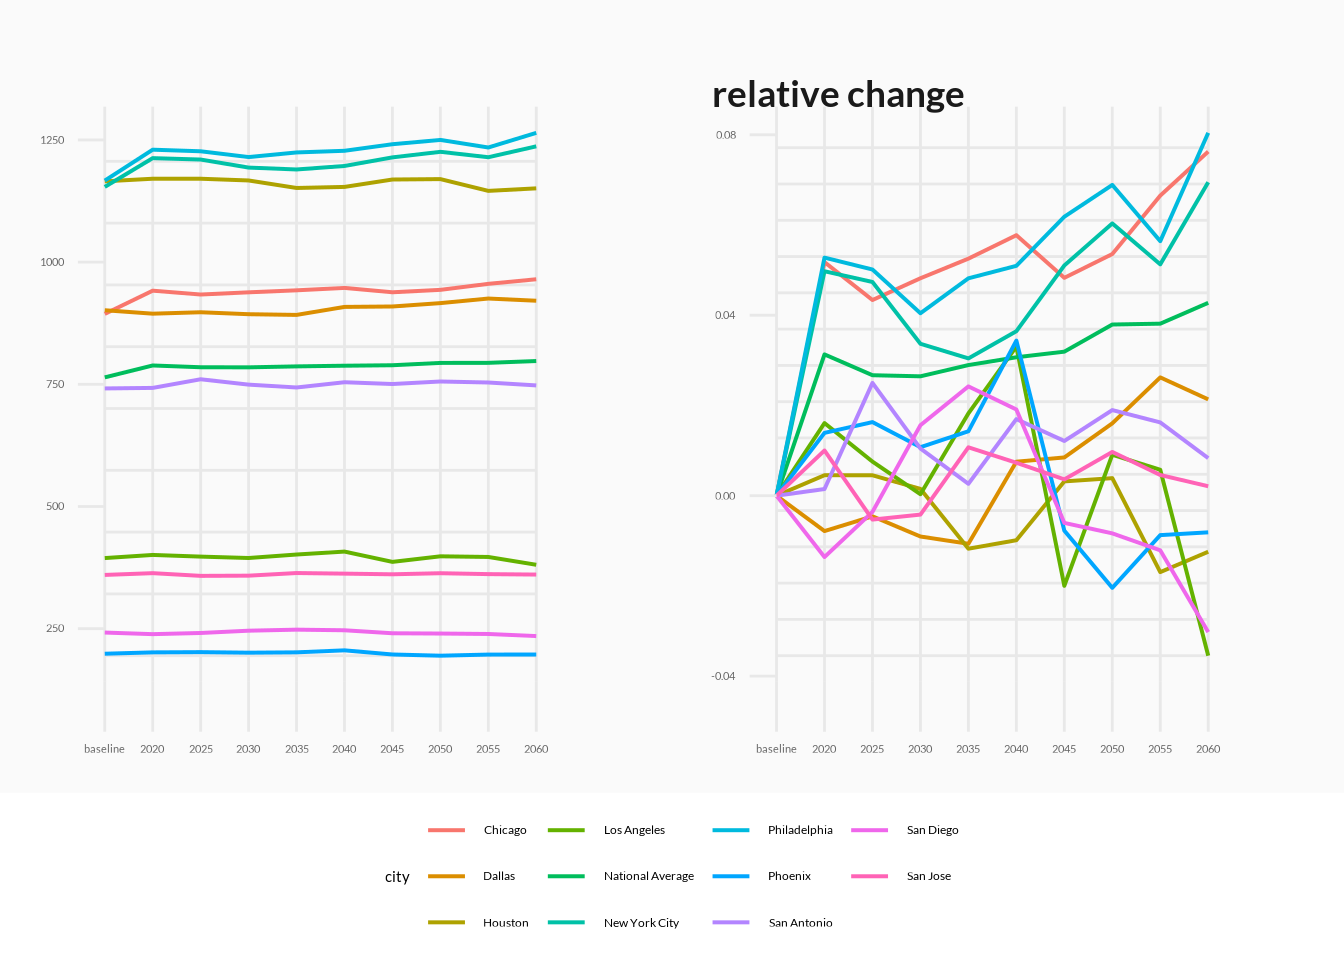 relative change
1250
1000
750
500
250
baseline 2020 2025 2030 2035 2040 2045 2050 2055 2060
0.08
0.04
0.00
-0.04
baseline 2020 2025 2030 2035 2040 2045 2050 2055 2060
Chicago Los Angeles Philadelphia San Diego
city Dallas National Average Phoenix San Jose
Houston New York City San Antonio